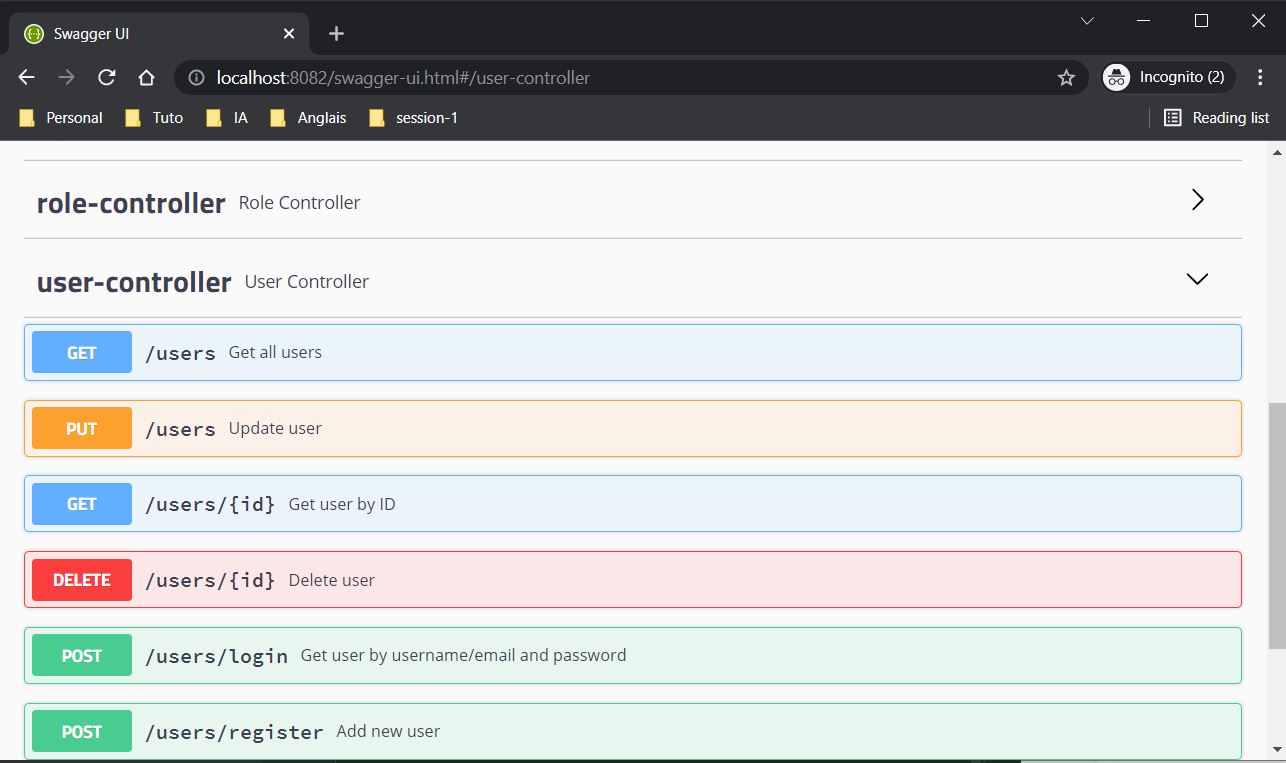 Swagger UI
localhost:8082/swagger-ui.html#/user-controller
Incognito (2)
Personal Tuto IA Anglais session-1 Reading list
role-controller Role Controller
user-controller User Controller
GET /users Get all users
PUT /users Update user
GET /users/{id} Get user by ID
DELETE /users/{id} Delete user
POST /users/login Get user by username/email and password
POST /users/register Add new user